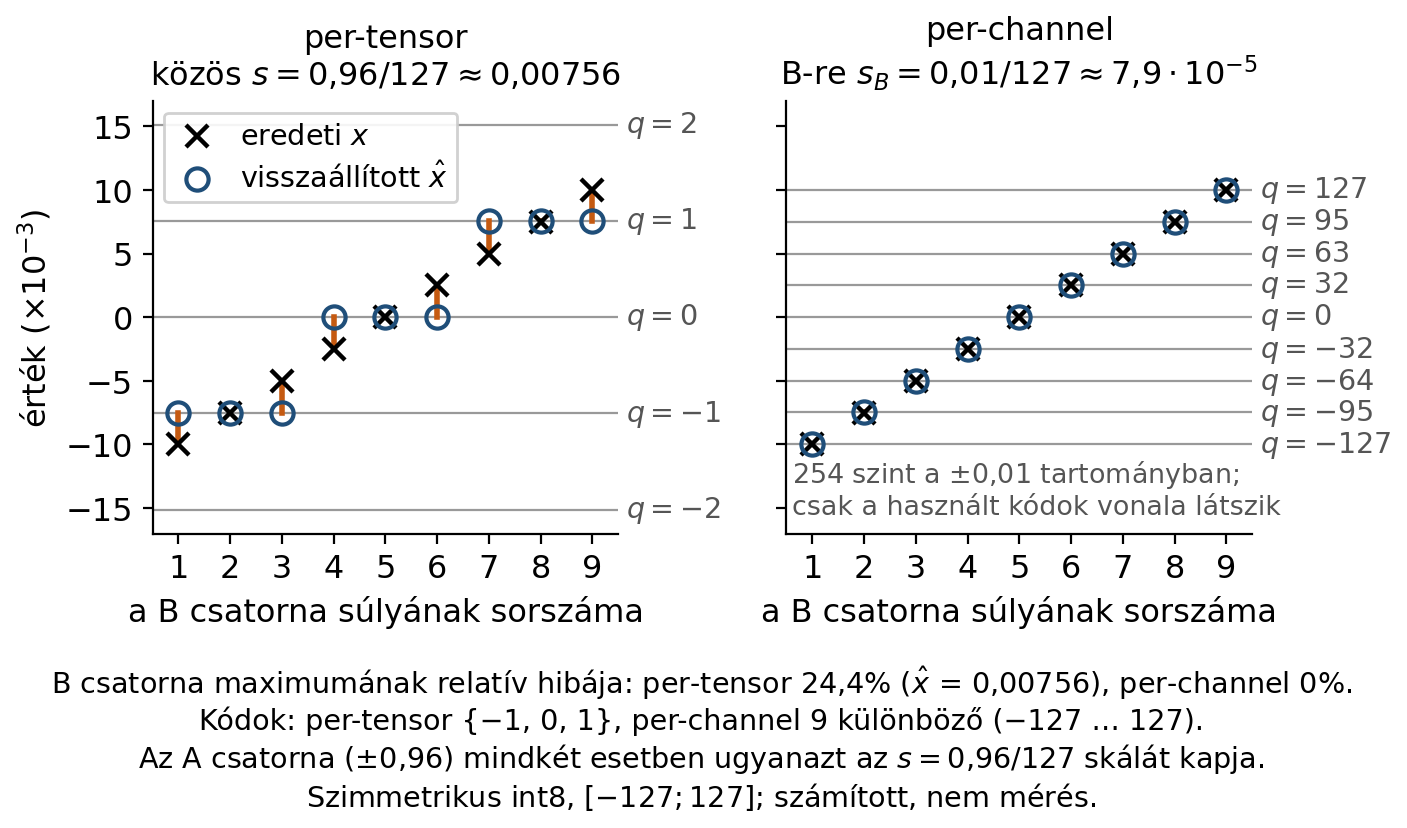 per-tensor
közös s = 0,96/127 ≈ 0,00756
eredeti x
visszaállított x̂
érték (×10⁻³)
15
10
5
0
−5
−10
−15
q = 2
q = 1
q = 0
q = −1
q = −2
1 2 3 4 5 6 7 8 9
a B csatorna súlyának sorszáma
per-channel
B-re s_B = 0,01/127 ≈ 7,9 · 10⁻⁵
q = 127
q = 95
q = 63
q = 32
q = 0
q = −32
q = −64
q = −95
q = −127
254 szint a ±0,01 tartományban;
csak a használt kódok vonala látszik
1 2 3 4 5 6 7 8 9
a B csatorna súlyának sorszáma
B csatorna maximumának relatív hibája: per-tensor 24,4% (x̂ = 0,00756), per-channel 0%.
Kódok: per-tensor {−1, 0, 1}, per-channel 9 különböző (−127 ... 127).
Az A csatorna (±0,96) mindkét esetben ugyanazt az s = 0,96/127 skálát kapja.
Szimmetrikus int8, [−127; 127]; számított, nem mérés.